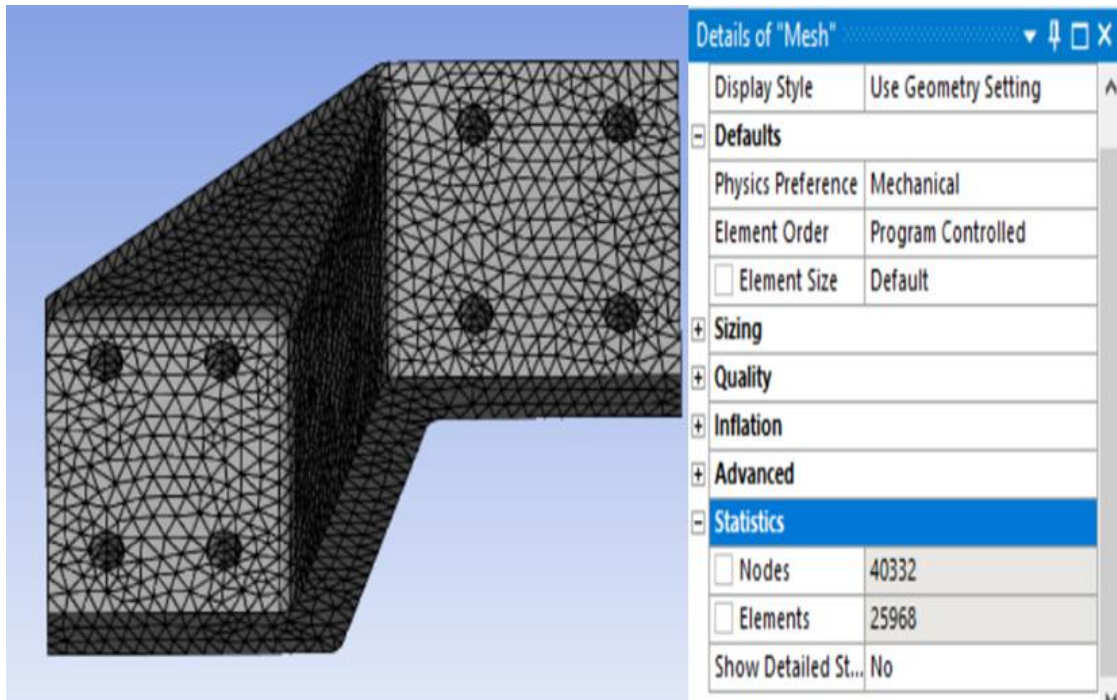 Details of "Mesh"
Display Style Use Geometry Setting
Defaults
Physics Preference Mechanical
Element Order Program Controlled
Element Size Default
Sizing
Quality
Inflation
Advanced
Statistics
Nodes 40332
Elements 25968
Show Detailed St... No